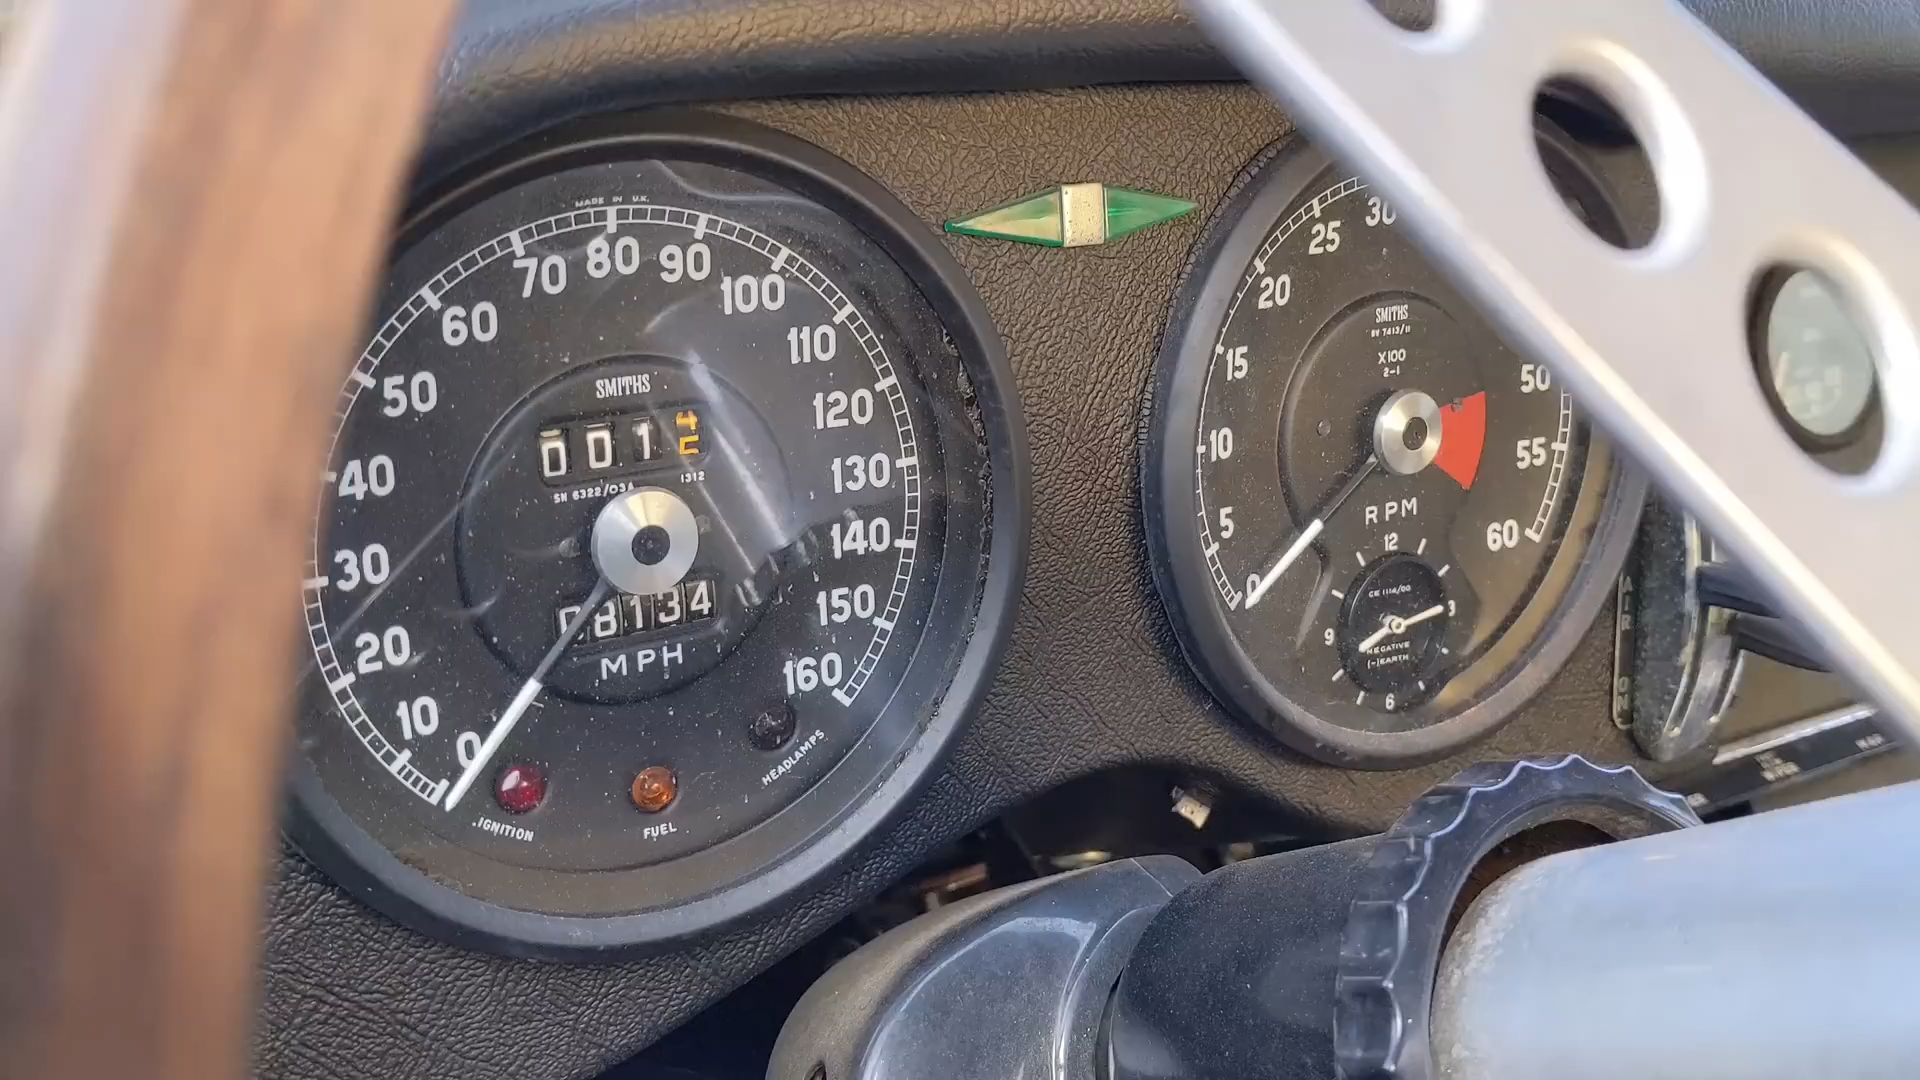 MADE IN U.K.
0
10
20
30
40
50
60
70
80
90
100
110
120
130
140
150
160
SMITHS
001
SN 6322/03A
1312
8134
MPH
IGNITION
FUEL
HEADLAMPS
0
5
10
15
20
25
30
50
55
60
SMITHS
X100
2-1
RPM
12
3
6
9
NEGATIVE
(-)EARTH